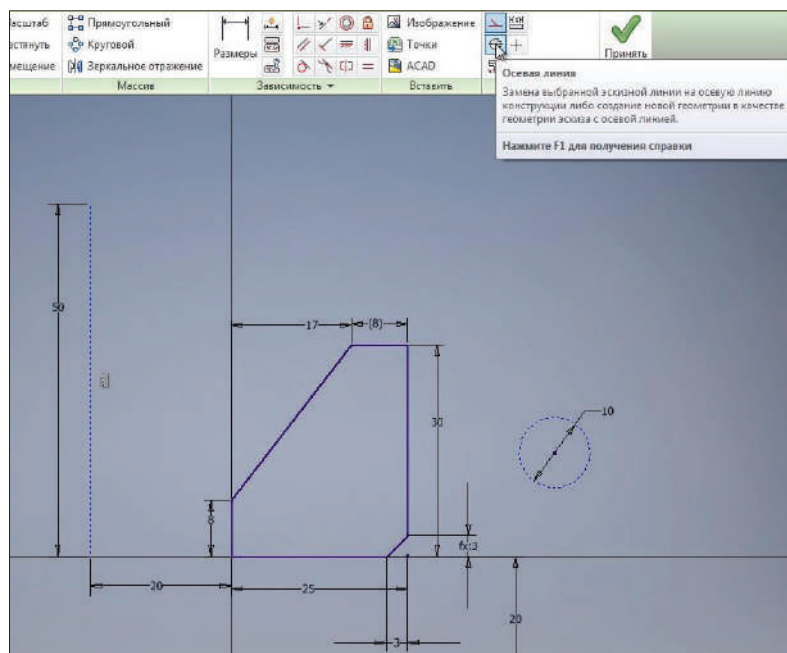 асштаб
Прямоугольный
Изображение
астянуть
Круговой
Размеры
Точки
мещение
Зеркальное отражение
ACAD
Принять
Массив
Зависимость
Вставить
Осевая линия
Замена выбранной эскизной линии на осевую линию
конструкции либо создание новой геометрии в качестве
геометрии эскиза с осевой линией.
Нажмите F1 для получения справки
50
17
(8)
30
10
8
fx:3
20
25
3
20